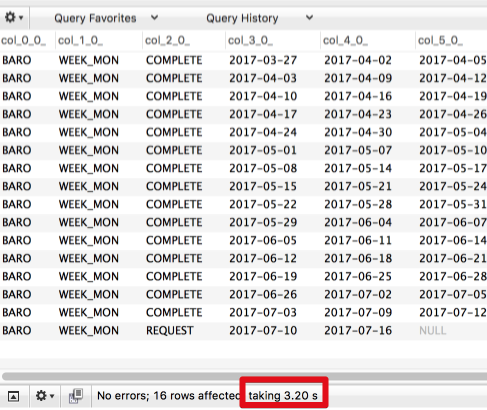 Query Favorites Query History
col_0_0_ col_1_0_ col_2_0_ col_3_0_ col_4_0_ col_5_0_
BARO WEEK_MON COMPLETE 2017-03-27 2017-04-02 2017-04-05
BARO WEEK_MON COMPLETE 2017-04-03 2017-04-09 2017-04-12
BARO WEEK_MON COMPLETE 2017-04-10 2017-04-16 2017-04-19
BARO WEEK_MON COMPLETE 2017-04-17 2017-04-23 2017-04-26
BARO WEEK_MON COMPLETE 2017-04-24 2017-04-30 2017-05-04
BARO WEEK_MON COMPLETE 2017-05-01 2017-05-07 2017-05-10
BARO WEEK_MON COMPLETE 2017-05-08 2017-05-14 2017-05-17
BARO WEEK_MON COMPLETE 2017-05-15 2017-05-21 2017-05-24
BARO WEEK_MON COMPLETE 2017-05-22 2017-05-28 2017-05-31
BARO WEEK_MON COMPLETE 2017-05-29 2017-06-04 2017-06-07
BARO WEEK_MON COMPLETE 2017-06-05 2017-06-11 2017-06-14
BARO WEEK_MON COMPLETE 2017-06-12 2017-06-18 2017-06-21
BARO WEEK_MON COMPLETE 2017-06-19 2017-06-25 2017-06-28
BARO WEEK_MON COMPLETE 2017-06-26 2017-07-02 2017-07-05
BARO WEEK_MON COMPLETE 2017-07-03 2017-07-09 2017-07-12
BARO WEEK_MON REQUEST 2017-07-10 2017-07-16 NULL
No errors; 16 rows affected, taking 3.20 s